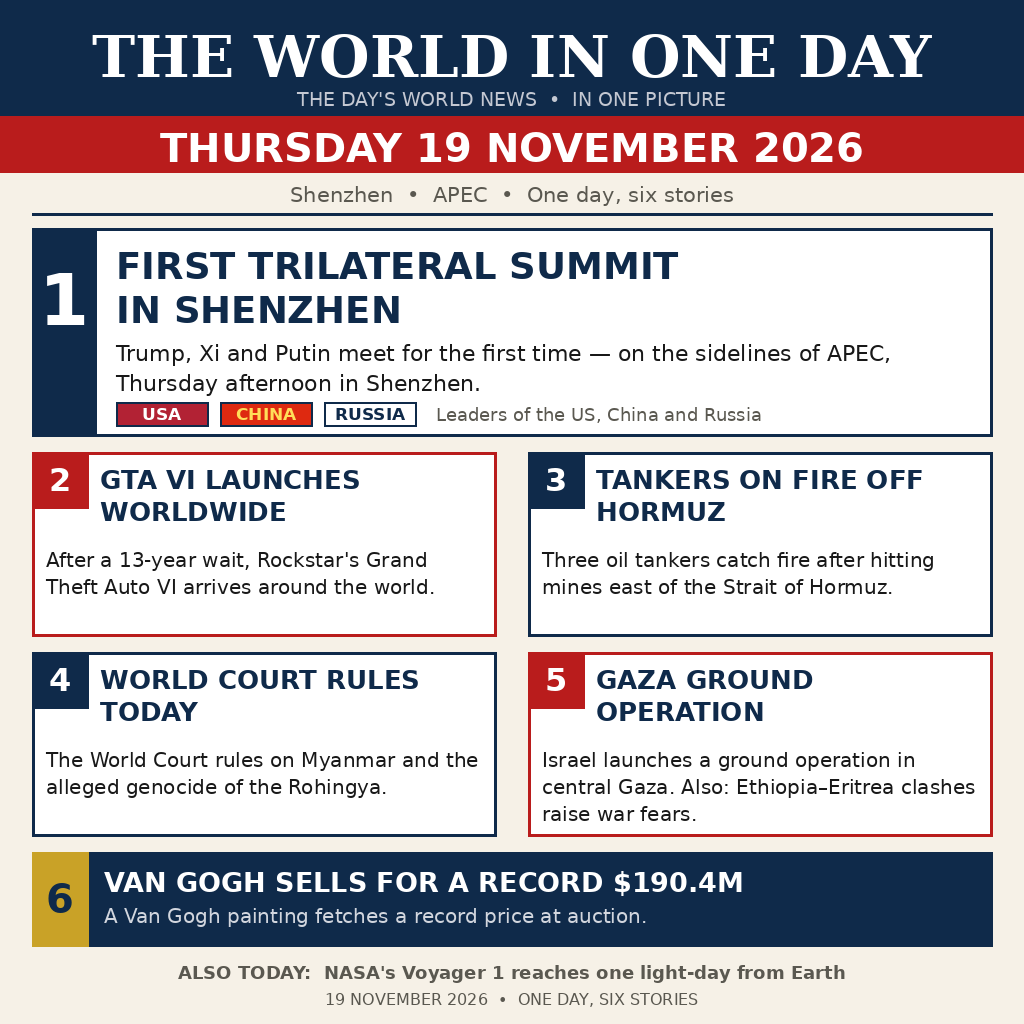 THE WORLD IN ONE DAY
THE DAY'S WORLD NEWS • IN ONE PICTURE
THURSDAY 19 NOVEMBER 2026
Shenzhen • APEC • One day, six stories
1
FIRST TRILATERAL SUMMIT
IN SHENZHEN
Trump, Xi and Putin meet for the first time — on the sidelines of APEC,
Thursday afternoon in Shenzhen.
USA CHINA RUSSIA Leaders of the US, China and Russia
2
GTA VI LAUNCHES
WORLDWIDE
After a 13-year wait, Rockstar's Grand
Theft Auto VI arrives around the world.
3
TANKERS ON FIRE OFF
HORMUZ
Three oil tankers catch fire after hitting
mines east of the Strait of Hormuz.
4
WORLD COURT RULES
TODAY
The World Court rules on Myanmar and the
alleged genocide of the Rohingya.
5
GAZA GROUND
OPERATION
Israel launches a ground operation in
central Gaza. Also: Ethiopia–Eritrea clashes
raise war fears.
6
VAN GOGH SELLS FOR A RECORD $190.4M
A Van Gogh painting fetches a record price at auction.
ALSO TODAY: NASA's Voyager 1 reaches one light-day from Earth
19 NOVEMBER 2026 • ONE DAY, SIX STORIES